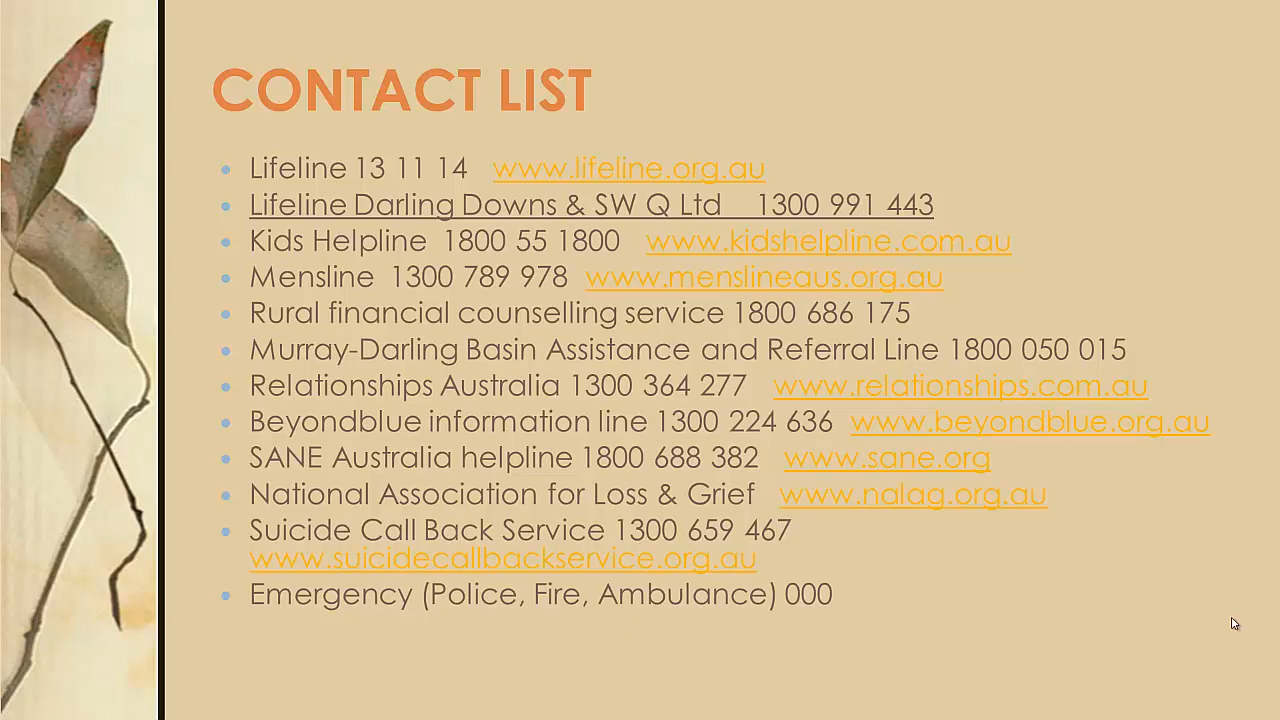 CONTACT LIST
• Lifeline 13 11 14 www.lifeline.org.au
• Lifeline Darling Downs & SW Q Ltd 1300 991 443
• Kids Helpline 1800 55 1800 www.kidshelpline.com.au
• Mensline 1300 789 978 www.menslineaus.org.au
• Rural financial counselling service 1800 686 175
• Murray-Darling Basin Assistance and Referral Line 1800 050 015
• Relationships Australia 1300 364 277 www.relationships.com.au
• Beyondblue information line 1300 224 636 www.beyondblue.org.au
• SANE Australia helpline 1800 688 382 www.sane.org
• National Association for Loss & Grief www.nalag.org.au
• Suicide Call Back Service 1300 659 467
www.suicidecallbackservice.org.au
• Emergency (Police, Fire, Ambulance) 000